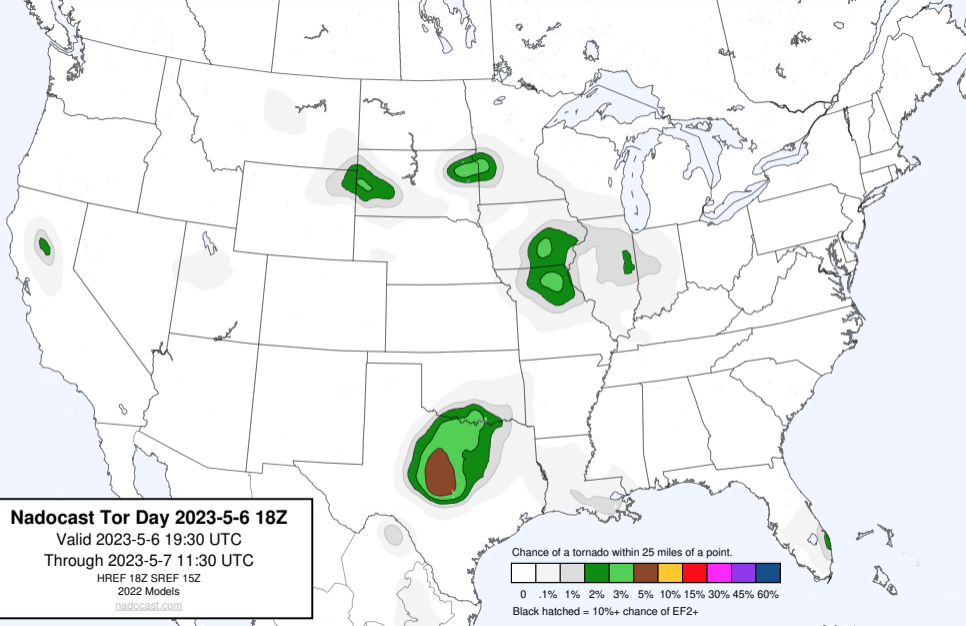 Nadocast Tor Day 2023-5-6 18Z
Valid 2023-5-6 19:30 UTC
Through 2023-5-7 11:30 UTC
HREF 18Z SREF 15Z
2022 Models
nadocast.com
Chance of a tornado within 25 miles of a point.
0 .1% 1% 2% 3% 5% 10% 15% 30% 45% 60%
Black hatched = 10%+ chance of EF2+